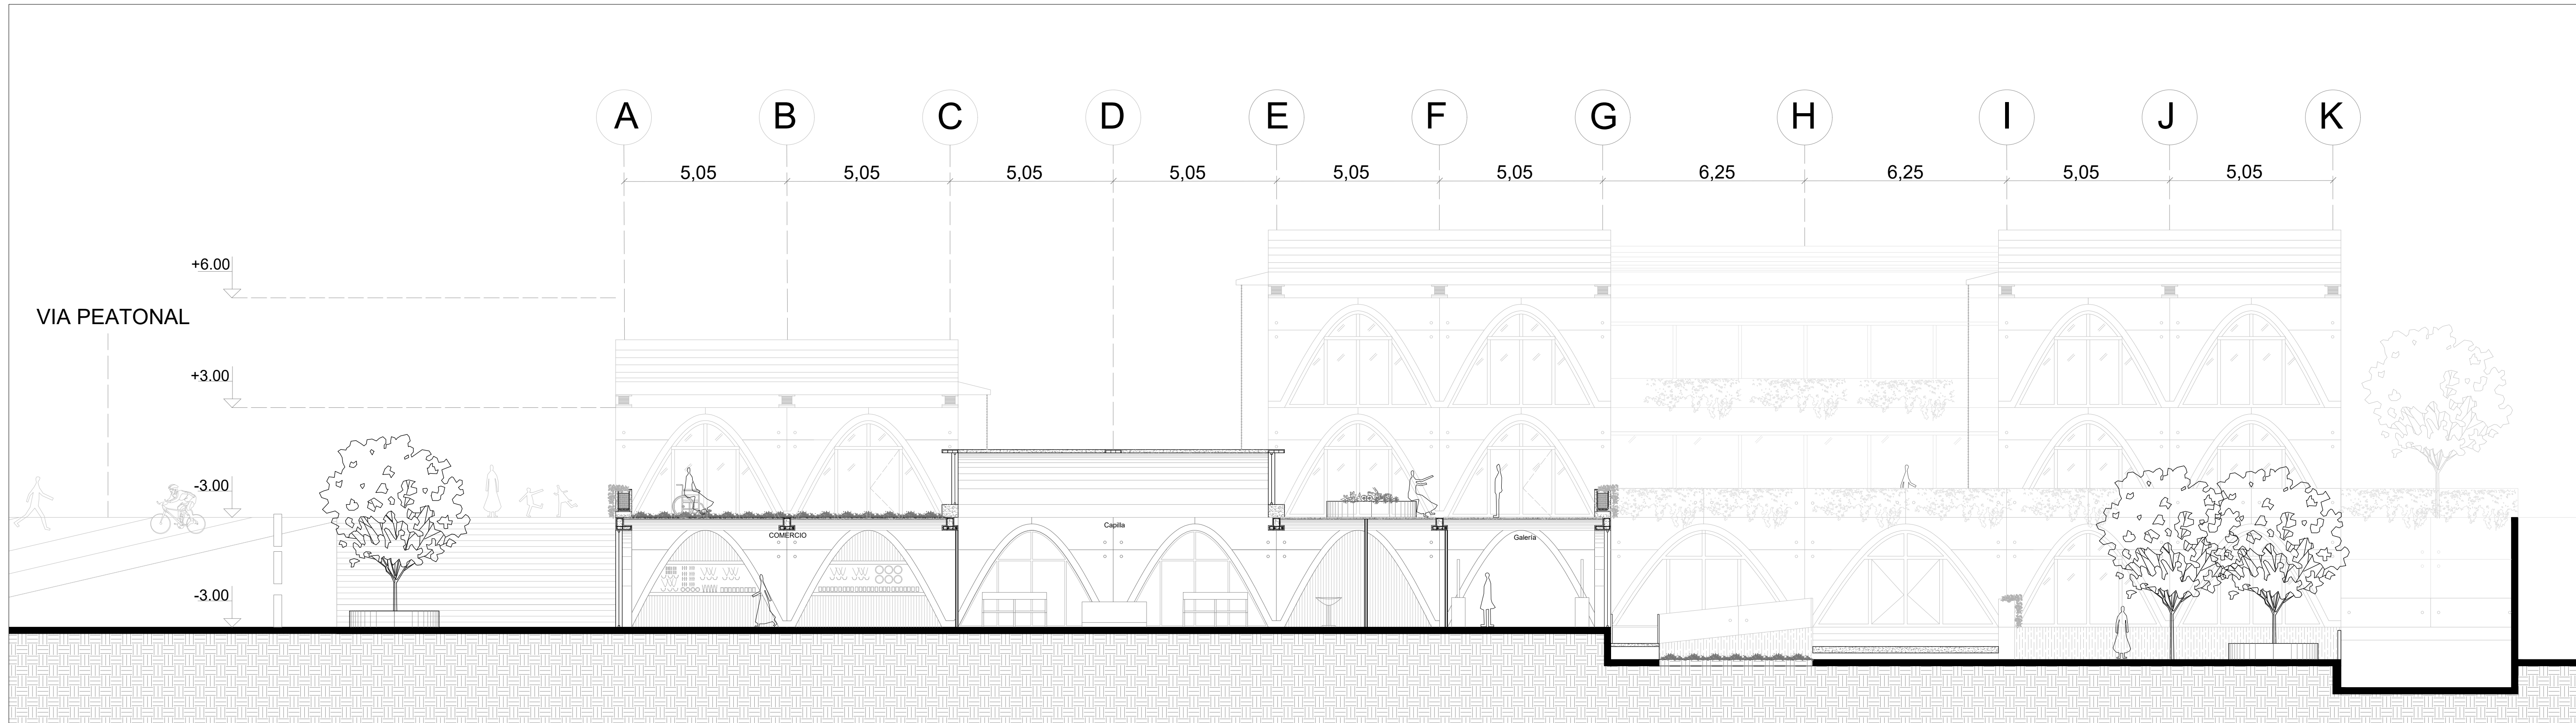 A B C D E F G H I J K
5,05 5,05 5,05 5,05 5,05 5,05 6,25 6,25 5,05 5,05
+6.00
VIA PEATONAL
+3.00
-3.00
Capilla
COMERCIO
Galería
-3.00